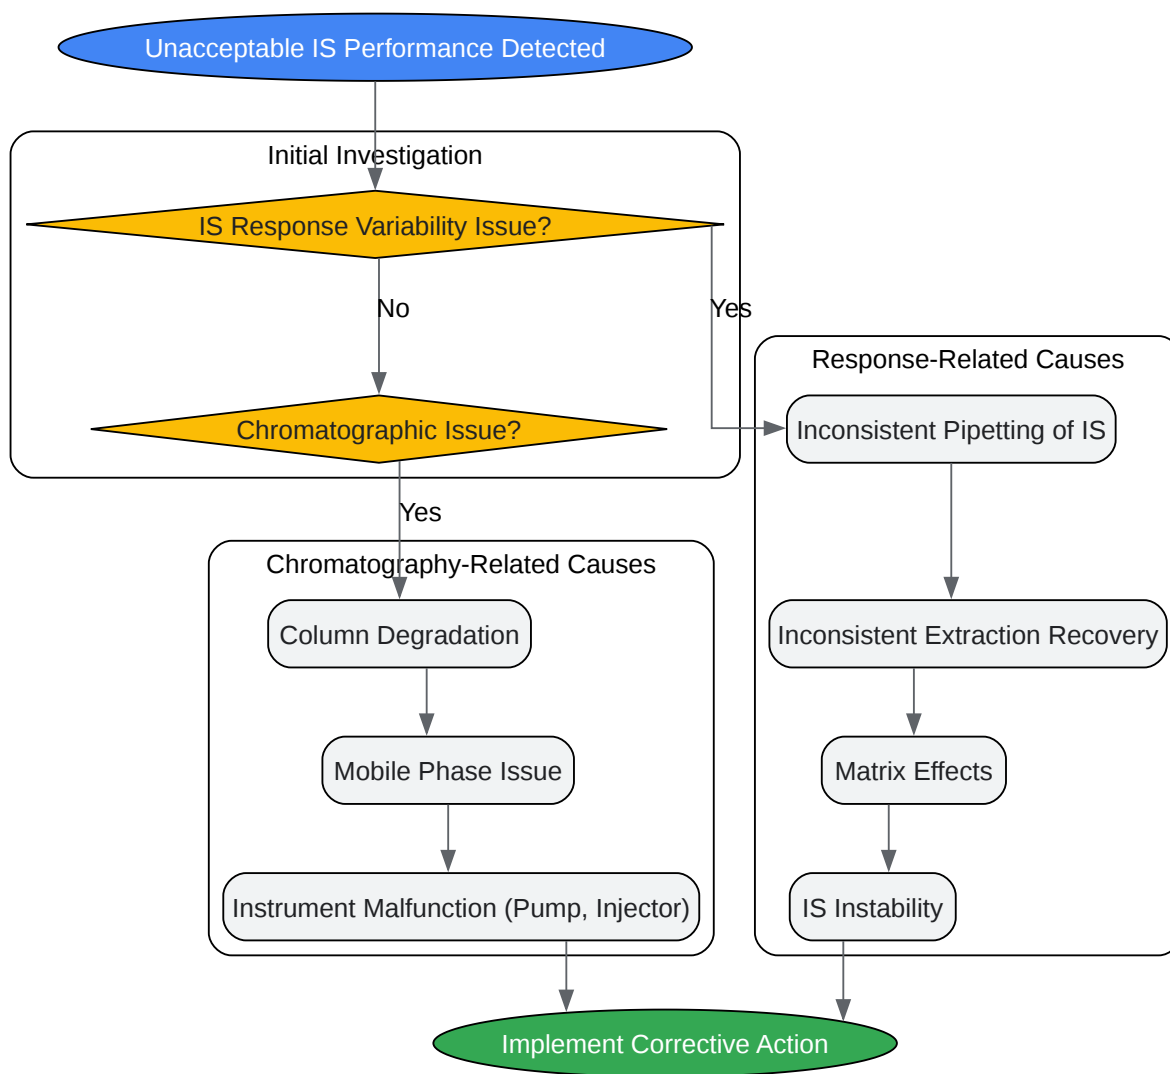 Unacceptable IS Performance Detected
Initial Investigation
IS Response Variability Issue?
No
Yes
Chromatographic Issue?
Yes
Response-Related Causes
Inconsistent Pipetting of IS
Inconsistent Extraction Recovery
Matrix Effects
IS Instability
Chromatography-Related Causes
Column Degradation
Mobile Phase Issue
Instrument Malfunction (Pump, Injector)
Implement Corrective Action